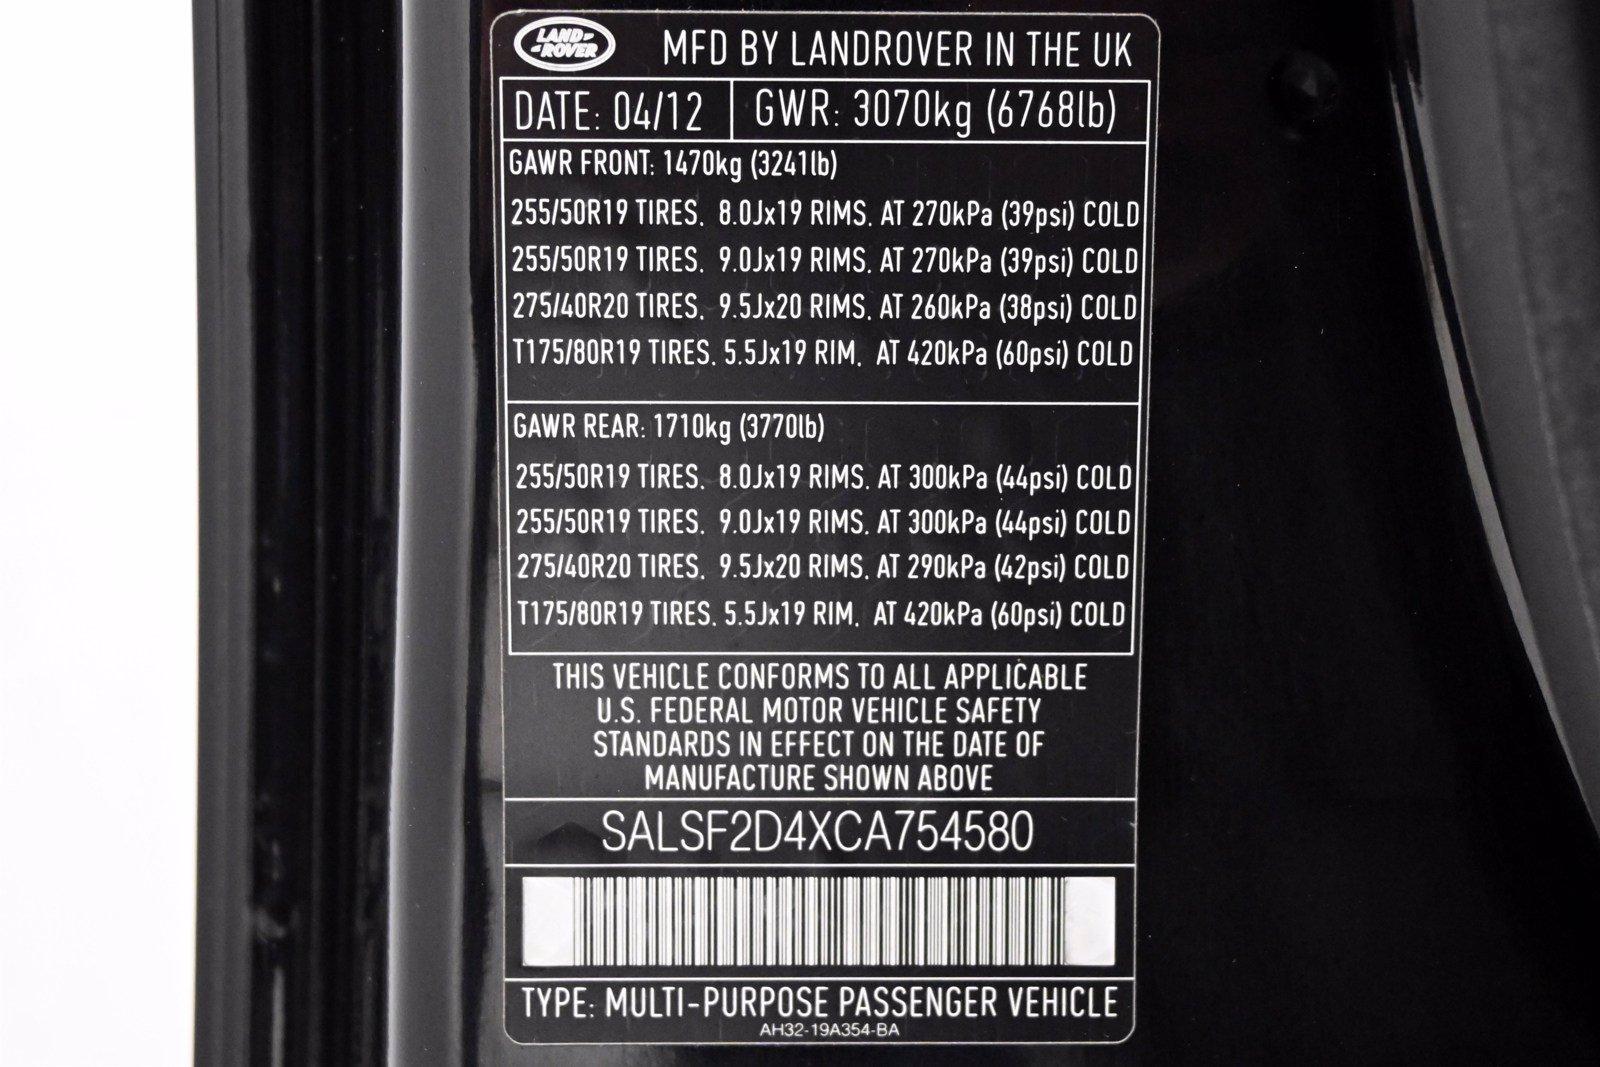 LAND
ROVER
MFD BY LANDROVER IN THE UK
DATE: 04/12 GWR: 3070kg (6768lb)
GAWR FRONT: 1470kg (3241lb)
255/50R19 TIRES. 8.0Jx19 RIMS. AT 270kPa (39psi) COLD
255/50R19 TIRES. 9.0Jx19 RIMS. AT 270kPa (39psi) COLD
275/40R20 TIRES. 9.5Jx20 RIMS. AT 260kPa (38psi) COLD
T175/80R19 TIRES. 5.5Jx19 RIM. AT 420kPa (60psi) COLD
GAWR REAR: 1710kg (3770lb)
255/50R19 TIRES. 8.0Jx19 RIMS. AT 300kPa (44psi) COLD
255/50R19 TIRES. 9.0Jx19 RIMS. AT 300kPa (44psi) COLD
275/40R20 TIRES. 9.5Jx20 RIMS. AT 290kPa (42psi) COLD
T175/80R19 TIRES. 5.5Jx19 RIM. AT 420kPa (60psi) COLD
THIS VEHICLE CONFORMS TO ALL APPLICABLE
U.S. FEDERAL MOTOR VEHICLE SAFETY
STANDARDS IN EFFECT ON THE DATE OF
MANUFACTURE SHOWN ABOVE
SALSF2D4XCA754580
TYPE: MULTI-PURPOSE PASSENGER VEHICLE
AH32-19A354-BA